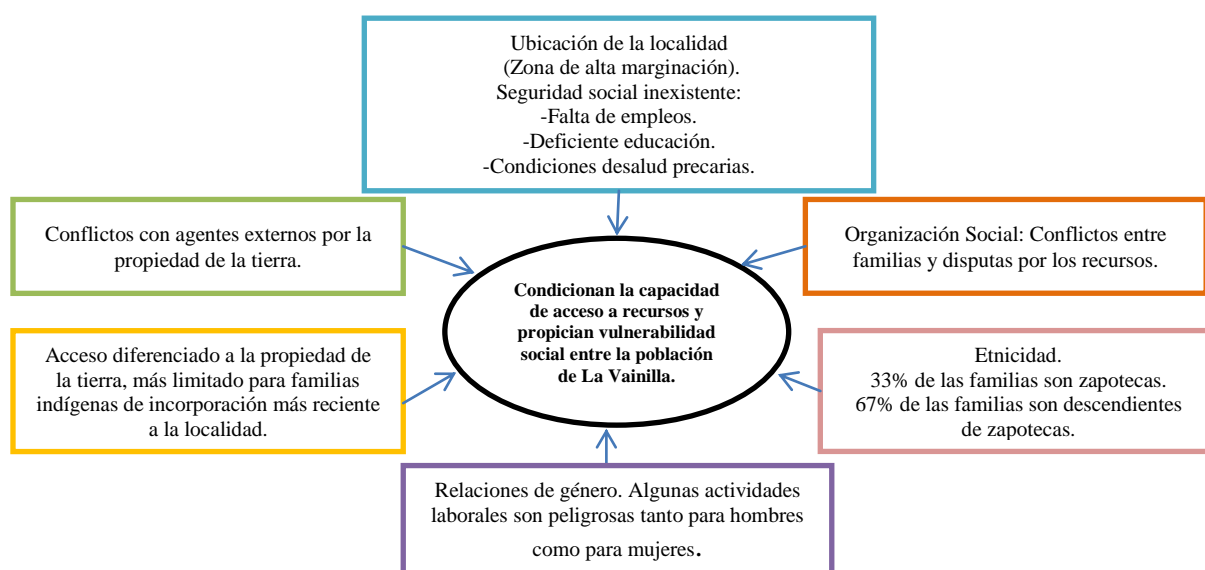 Ubicación de la localidad
(Zona de alta marginación).
Seguridad social inexistente:
-Falta de empleos.
-Deficiente educación.
-Condiciones desalud precarias.
Conflictos con agentes externos por la
propiedad de la tierra.
Organización Social: Conflictos entre
familias y disputas por los recursos.
Condicionan la capacidad
de acceso a recursos y
propician vulnerabilidad
social entre la población
de La Vainilla.
Acceso diferenciado a la propiedad de
la tierra, más limitado para familias
indígenas de incorporación más reciente
a la localidad.
Etnicidad.
33% de las familias son zapotecas.
67% de las familias son descendientes
de zapotecas.
Relaciones de género. Algunas actividades
laborales son peligrosas tanto para hombres
como para mujeres.